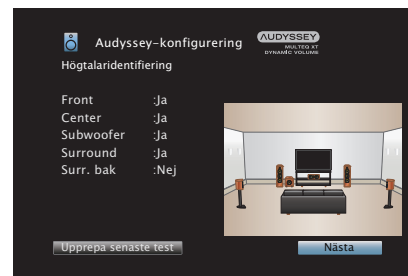 Audyssey-konfigurering
AUDYSSEY
MULTEQ XT
DYNAMIC VOLUME
Högtalaridentifiering
Front :Ja
Center :Ja
Subwoofer :Ja
Surround :Ja
Surr. bak :Nej
Upprepa senaste test
Nästa